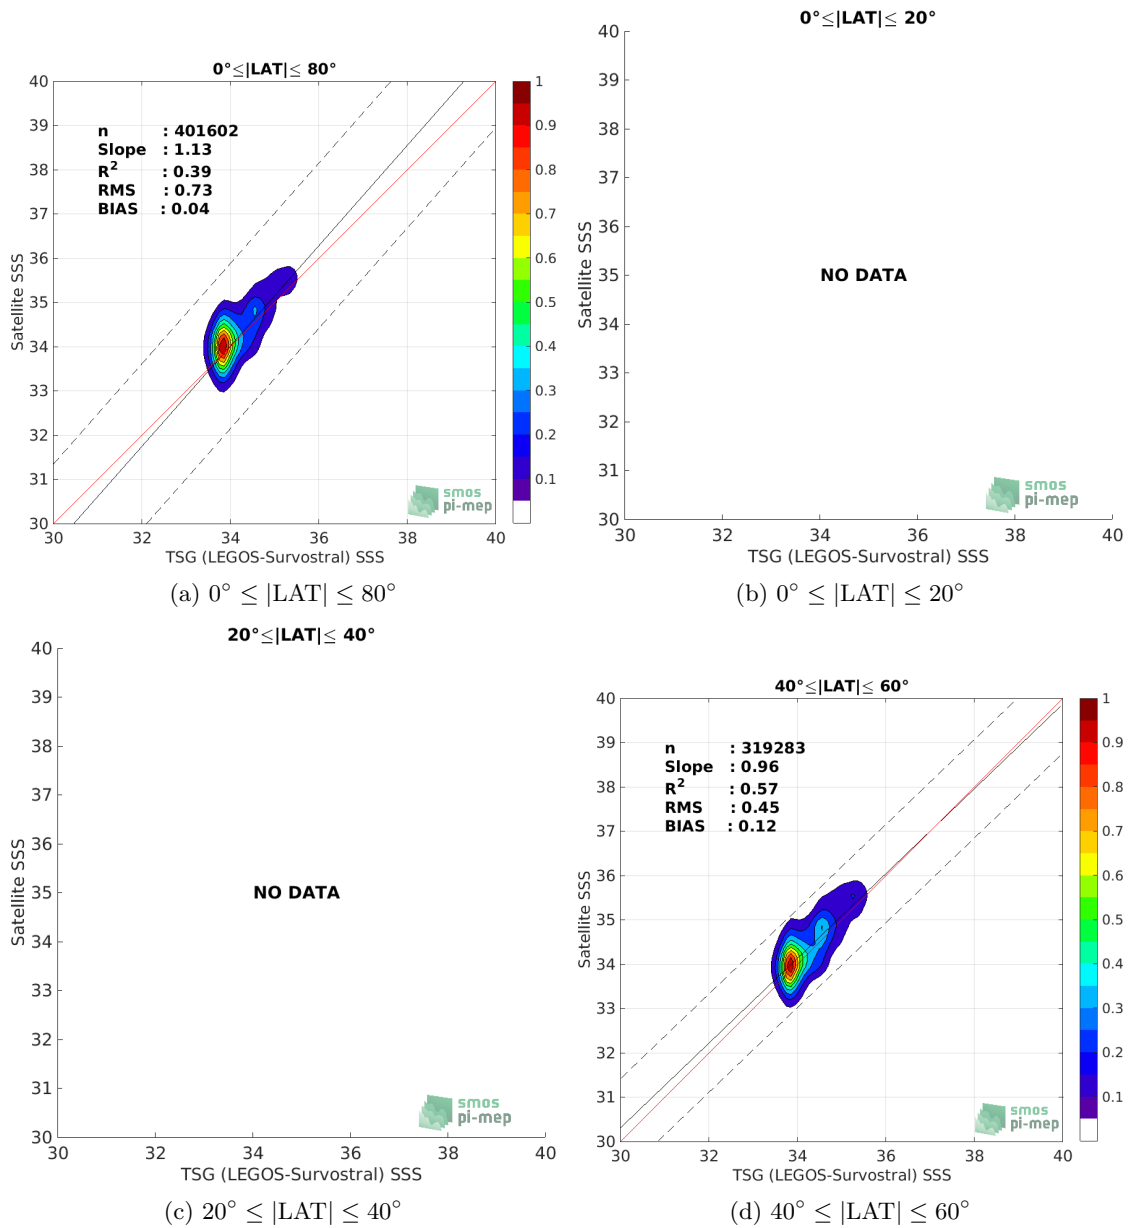 0°≤|LAT|≤ 80°
40
39
38
37
36
35
34
33
32
31
30
Satellite SSS
n : 401602
Slope : 1.13
R² : 0.39
RMS : 0.73
BIAS : 0.04
1
0.9
0.8
0.7
0.6
0.5
0.4
0.3
0.2
0.1
smos
pi-mep
30 32 34 36 38 40
TSG (LEGOS-Survostral) SSS
(a) 0° ≤ |LAT| ≤ 80°
0°≤|LAT|≤ 20°
40
39
38
37
36
35
34
33
32
31
30
Satellite SSS
NO DATA
smos
pi-mep
30 32 34 36 38 40
TSG (LEGOS-Survostral) SSS
(b) 0° ≤ |LAT| ≤ 20°
20°≤|LAT|≤ 40°
40
39
38
37
36
35
34
33
32
31
30
Satellite SSS
NO DATA
smos
pi-mep
30 32 34 36 38 40
TSG (LEGOS-Survostral) SSS
(c) 20° ≤ |LAT| ≤ 40°
40°≤|LAT|≤ 60°
40
39
38
37
36
35
34
33
32
31
30
Satellite SSS
n : 319283
Slope : 0.96
R² : 0.57
RMS : 0.45
BIAS : 0.12
1
0.9
0.8
0.7
0.6
0.5
0.4
0.3
0.2
0.1
smos
pi-mep
30 32 34 36 38 40
TSG (LEGOS-Survostral) SSS
(d) 40° ≤ |LAT| ≤ 60°